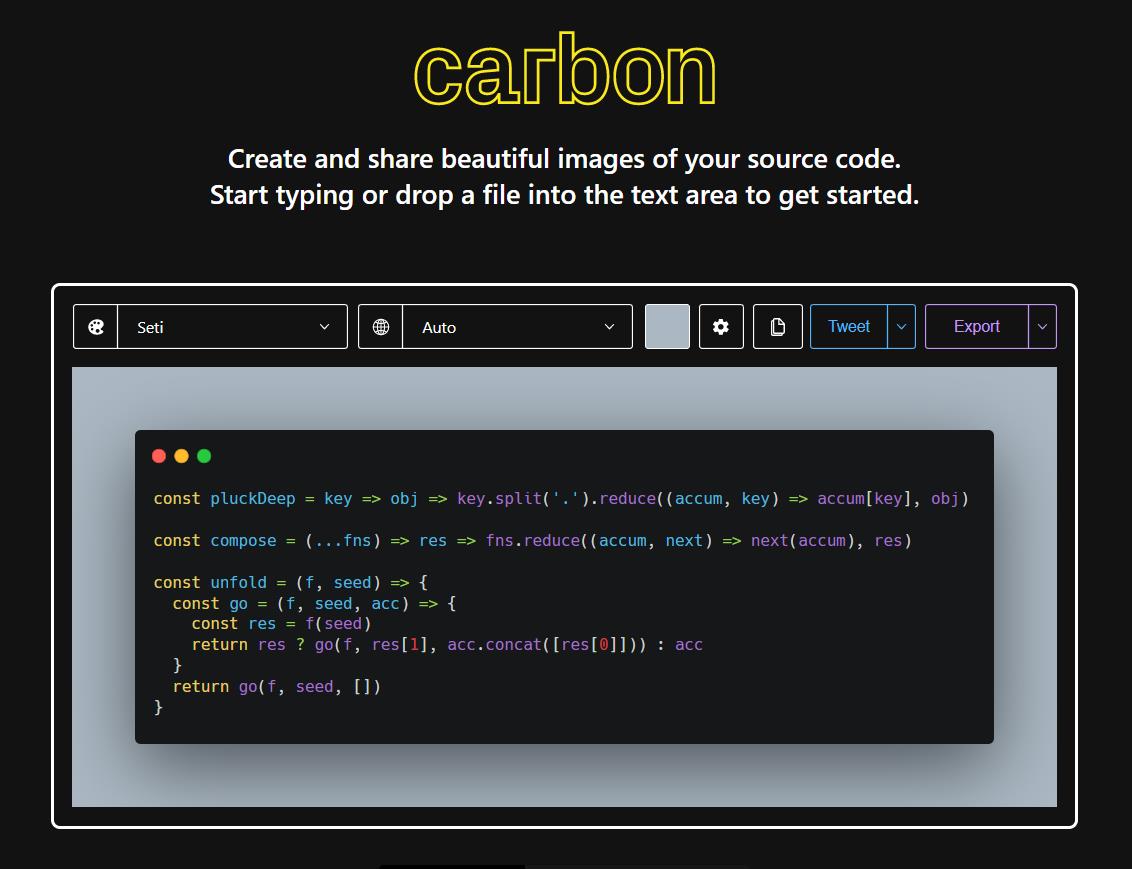 carbon
Create and share beautiful images of your source code.
Start typing or drop a file into the text area to get started.
Seti
Auto
Tweet
Export
const pluckDeep = key => obj => key.split('.').reduce((accum, key) => accum[key], obj)
const compose = (...fns) => res => fns.reduce((accum, next) => next(accum), res)
const unfold = (f, seed) => {
  const go = (f, seed, acc) => {
    const res = f(seed)
    return res ? go(f, res[1], acc.concat([res[0]])) : acc
  }
  return go(f, seed, [])
}